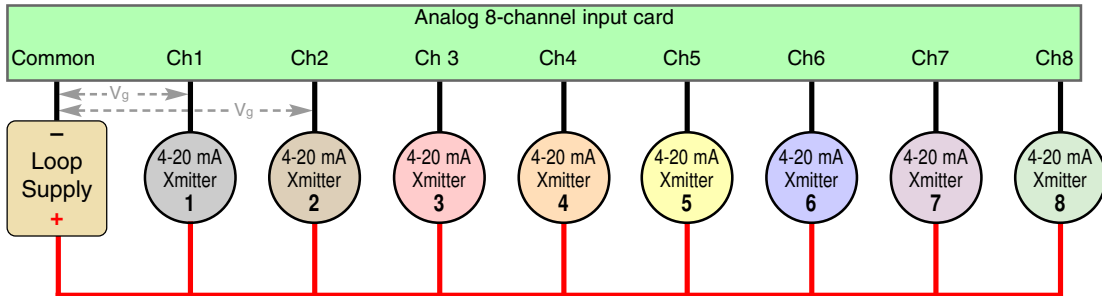 Analog 8-channel input card
Common Ch1 Ch2 Ch 3 Ch4 Ch5 Ch6 Ch7 Ch8
Vg
Vg
–
Loop
Supply
+
4-20 mA
Xmitter
1
4-20 mA
Xmitter
2
4-20 mA
Xmitter
3
4-20 mA
Xmitter
4
4-20 mA
Xmitter
5
4-20 mA
Xmitter
6
4-20 mA
Xmitter
7
4-20 mA
Xmitter
8